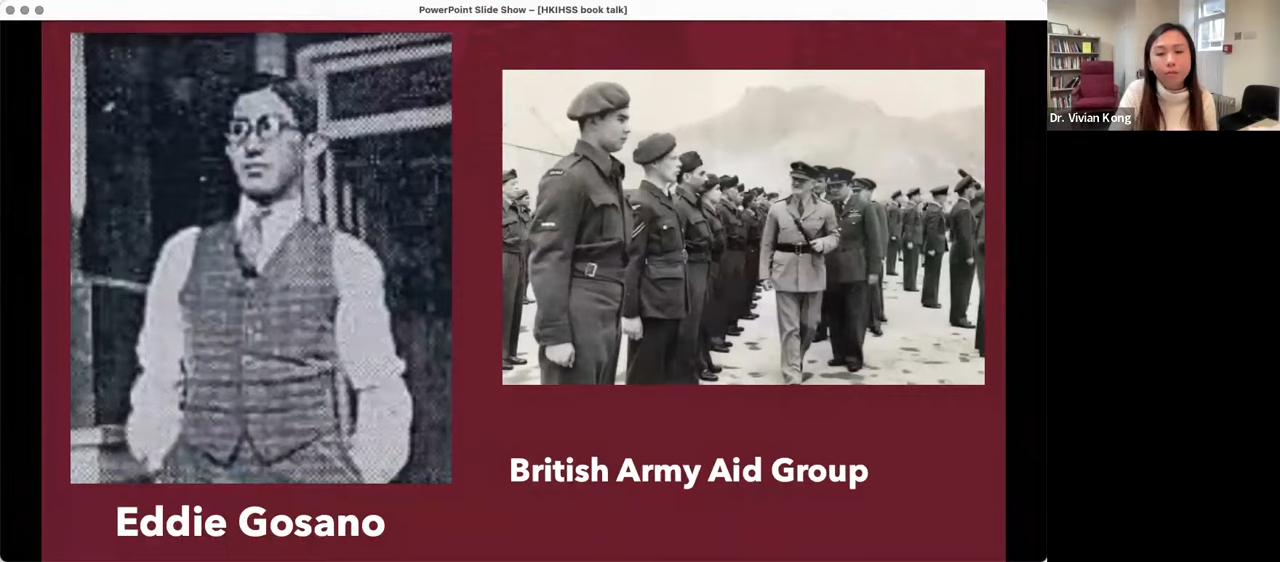 PowerPoint Slide Show – [HKIHSS book talk]
Dr. Vivian Kong
British Army Aid Group
Eddie Gosano